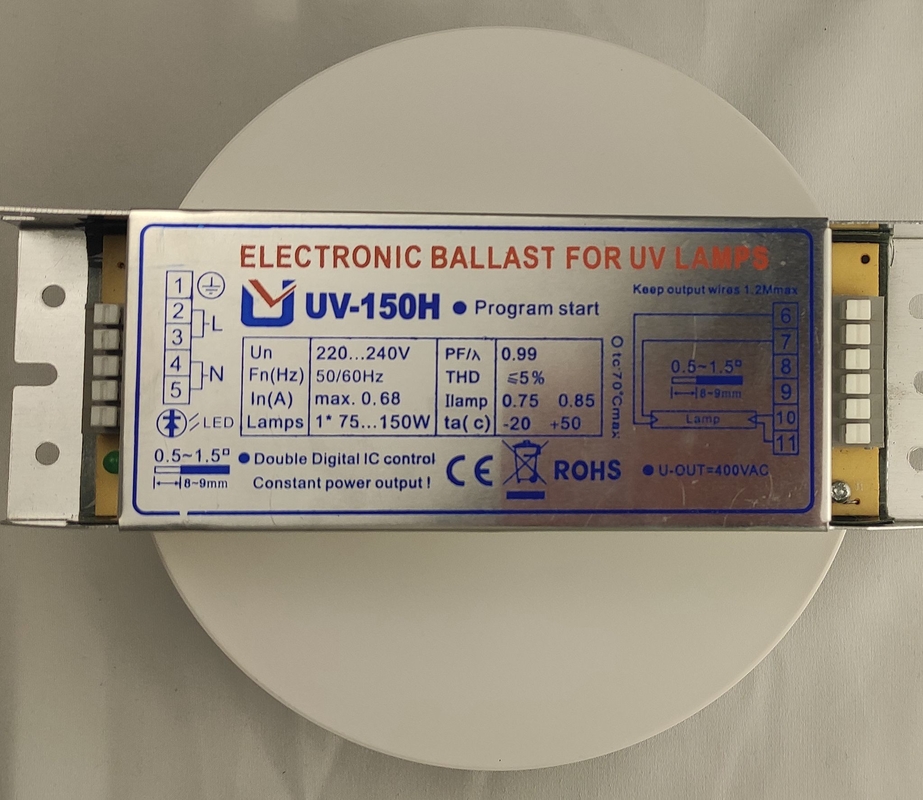 ELECTRONIC BALLAST FOR UV LAMPS
UV-150H ● Program start
Keep output wires 1.2Mmax
1
2
3
4
5
L
N
LED
0.5~1.5¤
8~9mm
Un 220...240V PF/λ 0.99
Fn(Hz) 50/60Hz THD ≤5%
In(A) max. 0.68 Ilamp 0.75 0.85
Lamps 1* 75...150W ta( c) -20 +50
O tc·70°Cmax
6
7
8
9
10
11
0.5~1.5¤
8~9mm
Lamp
● Double Digital IC control
Constant power output !
CE
ROHS
● U-OUT=400VAC